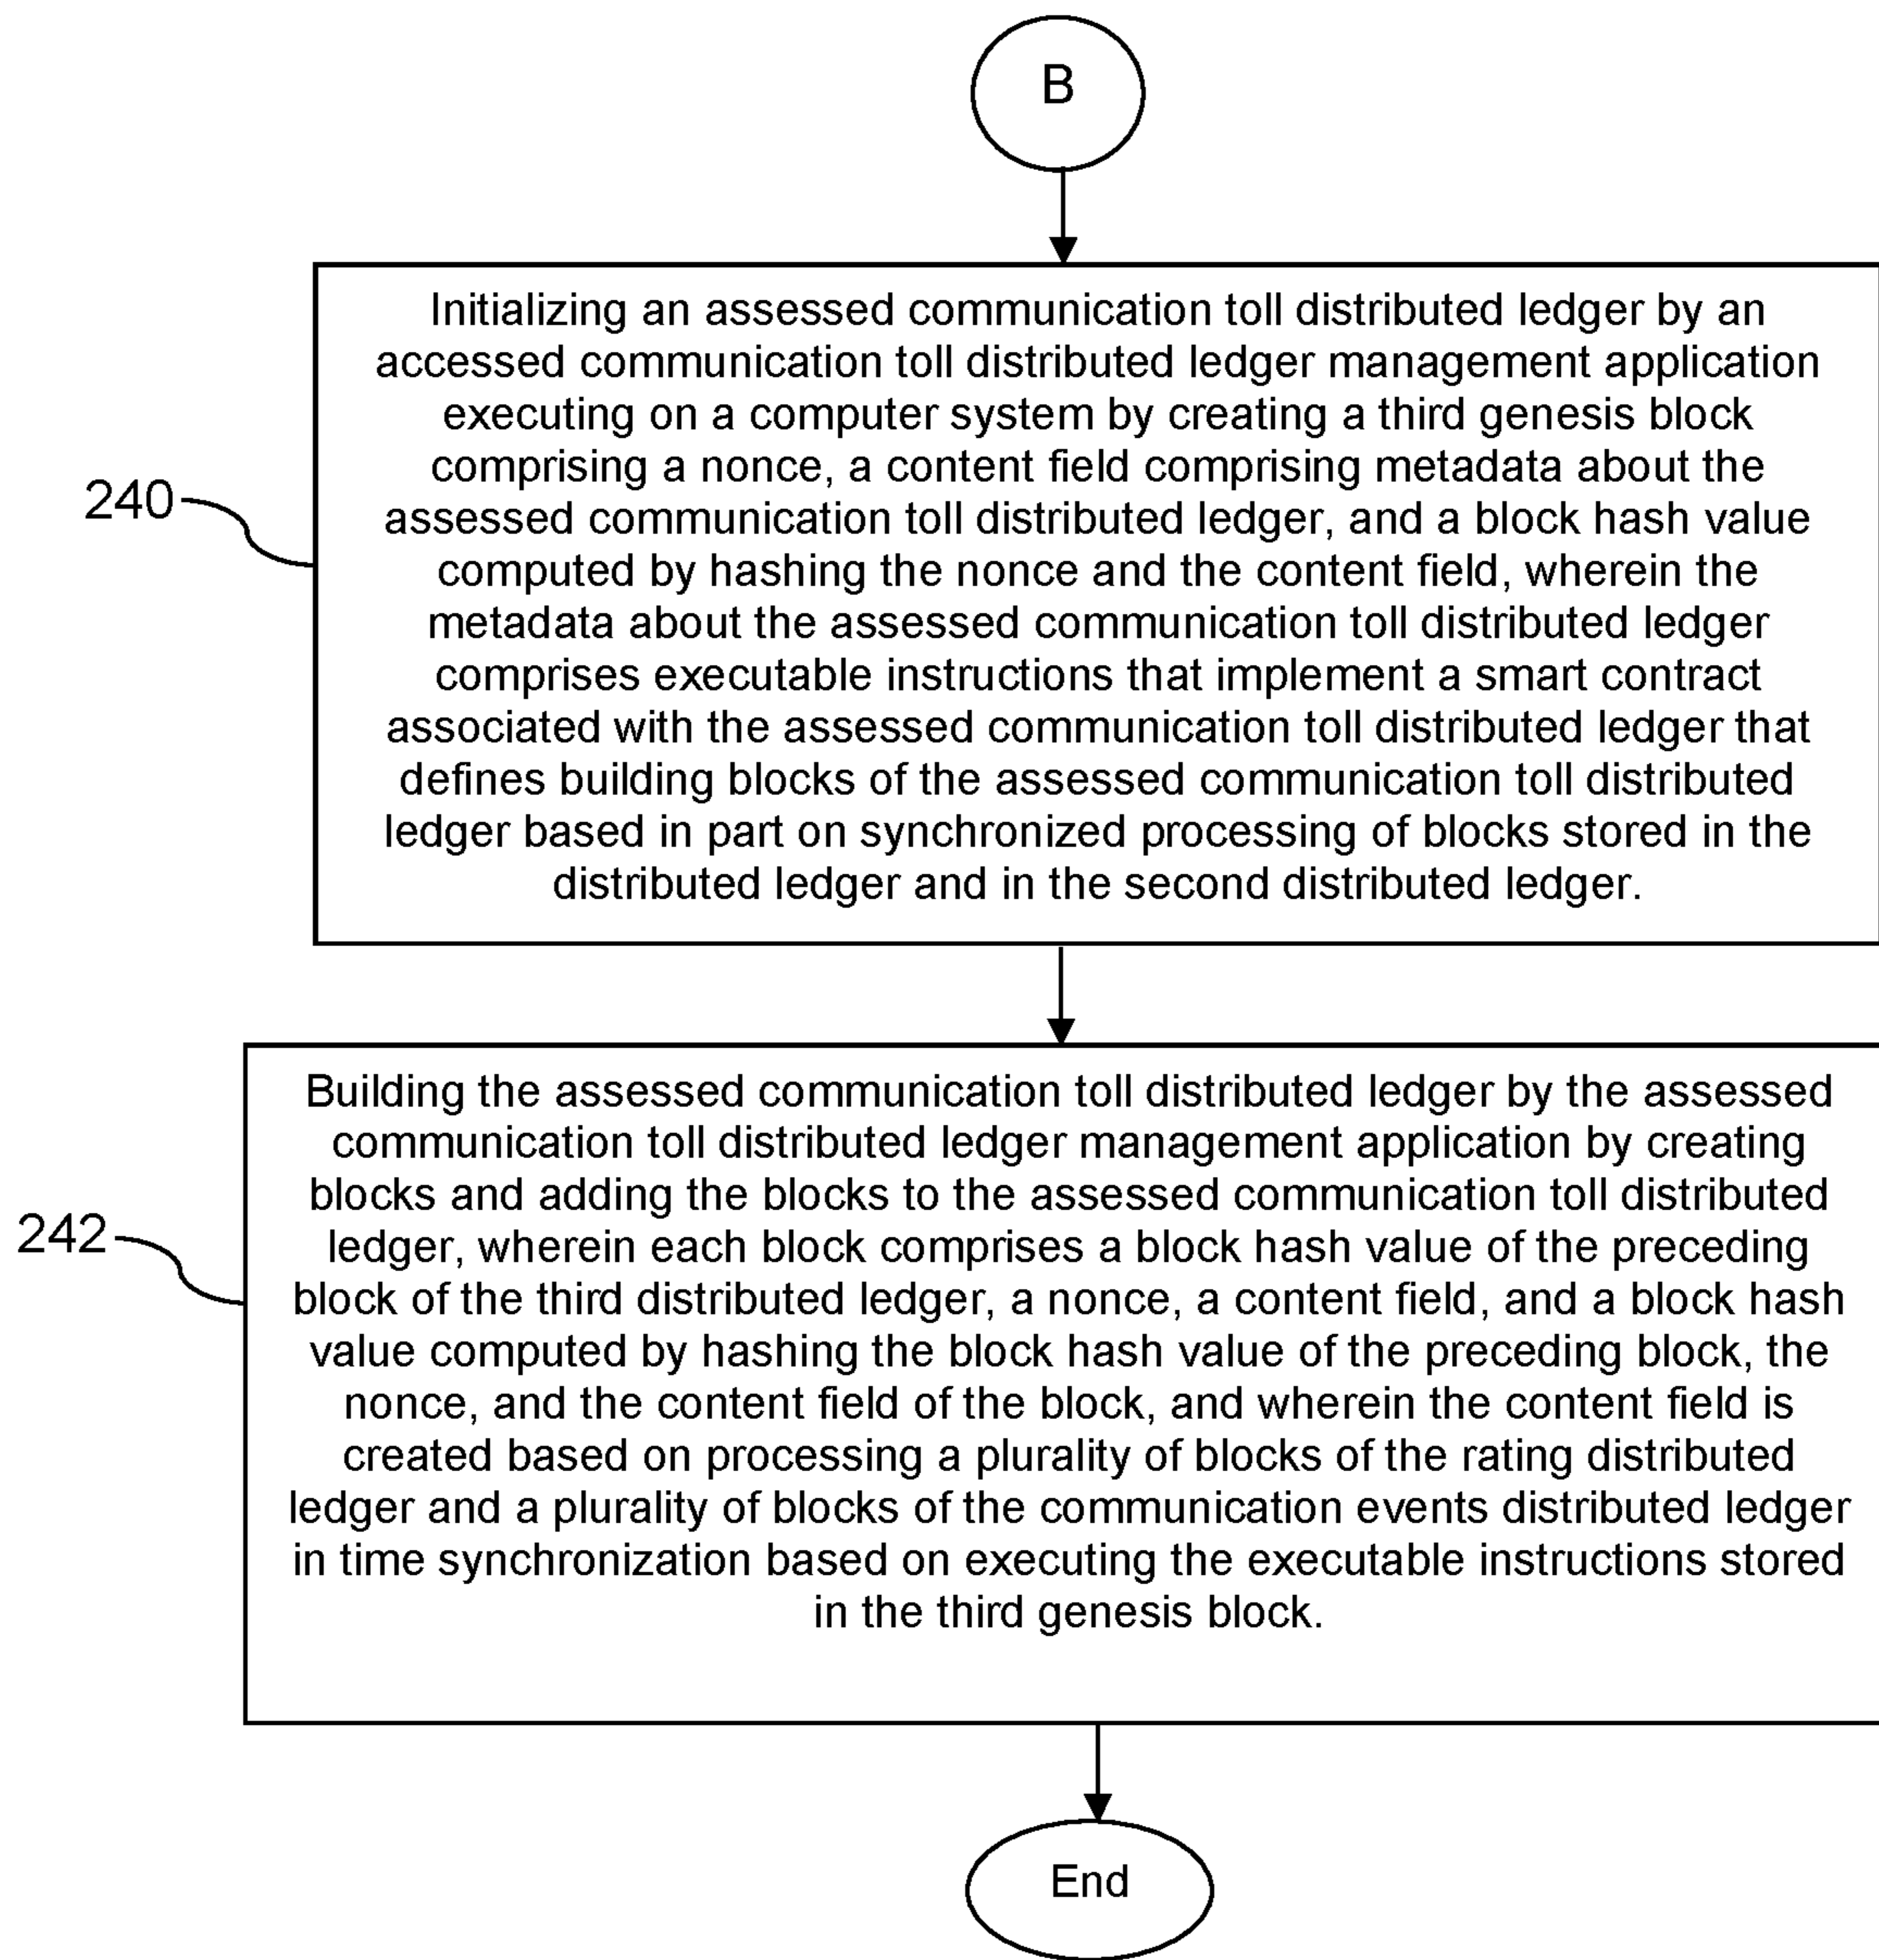 B
Initializing an assessed communication toll distributed ledger by an
accessed communication toll distributed ledger management application
executing on a computer system by creating a third genesis block
comprising a nonce, a content field comprising metadata about the
240
assessed communication toll distributed ledger, and a block hash value
computed by hashing the nonce and the content field, wherein the
metadata about the assessed communication toll distributed ledger
comprises executable instructions that implement a smart contract
associated with the assessed communication toll distributed ledger that
defines building blocks of the assessed communication toll distributed
ledger based in part on synchronized processing of blocks stored in the
distributed ledger and in the second distributed ledger.
Building the assessed communication toll distributed ledger by the assessed
communication toll distributed ledger management application by creating
blocks and adding the blocks to the assessed communication toll distributed
242
ledger, wherein each block comprises a block hash value of the preceding
block of the third distributed ledger, a nonce, a content field, and a block hash
value computed by hashing the block hash value of the preceding block, the
nonce, and the content field of the block, and wherein the content field is
created based on processing a plurality of blocks of the rating distributed
ledger and a plurality of blocks of the communication events distributed ledger
in time synchronization based on executing the executable instructions stored
in the third genesis block.
End